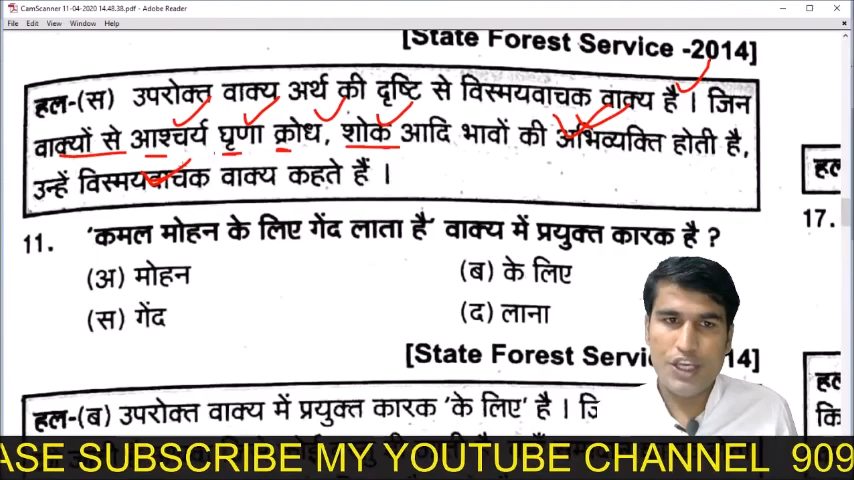 CamScanner 11-04-2020 14.48.38.pdf - Adobe Reader
File Edit View Window Help
[State Forest Service -2014]
हल-(स) उपरोक्त वाक्य अर्थ की दृष्टि से विस्मयवाचक वाक्य है । जिन
वाक्यों से आश्चर्य घृणा क्रोध, शोक आदि भावों की अभिव्यक्ति होती है,
उन्हें विस्मयवाचक वाक्य कहते हैं ।
हल
11. 'कमल मोहन के लिए गेंद लाता है' वाक्य में प्रयुक्त कारक है ?
17.
(अ) मोहन (ब) के लिए
(स) गेंद (द) लाना
[State Forest Servi 14]
हल-(ब) उपरोक्त वाक्य में प्रयुक्त कारक 'के लिए' है ।
हल
कि
ASE SUBSCRIBE MY YOUTUBE CHANNEL 909